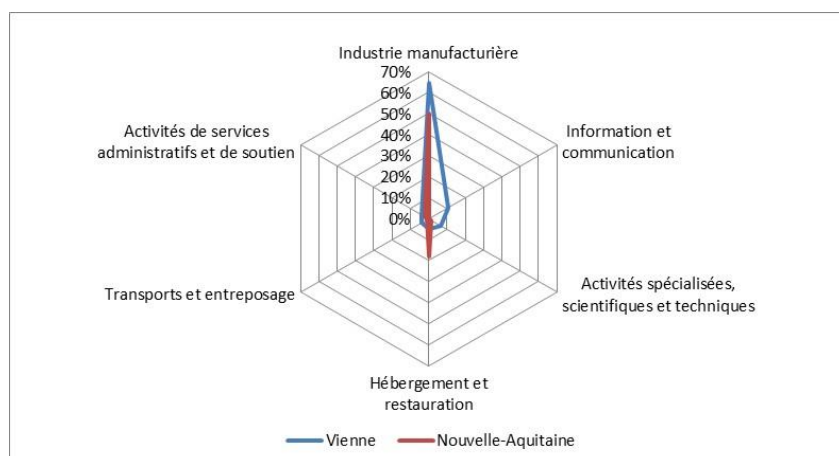 Industrie manufacturière
70%
60%
50%
40%
30%
20%
10%
0%
Information et
communication
Activités spécialisées,
scientifiques et techniques
Hébergement et
restauration
Transports et entreposage
Activités de services
administratifs et de soutien
Vienne
Nouvelle-Aquitaine